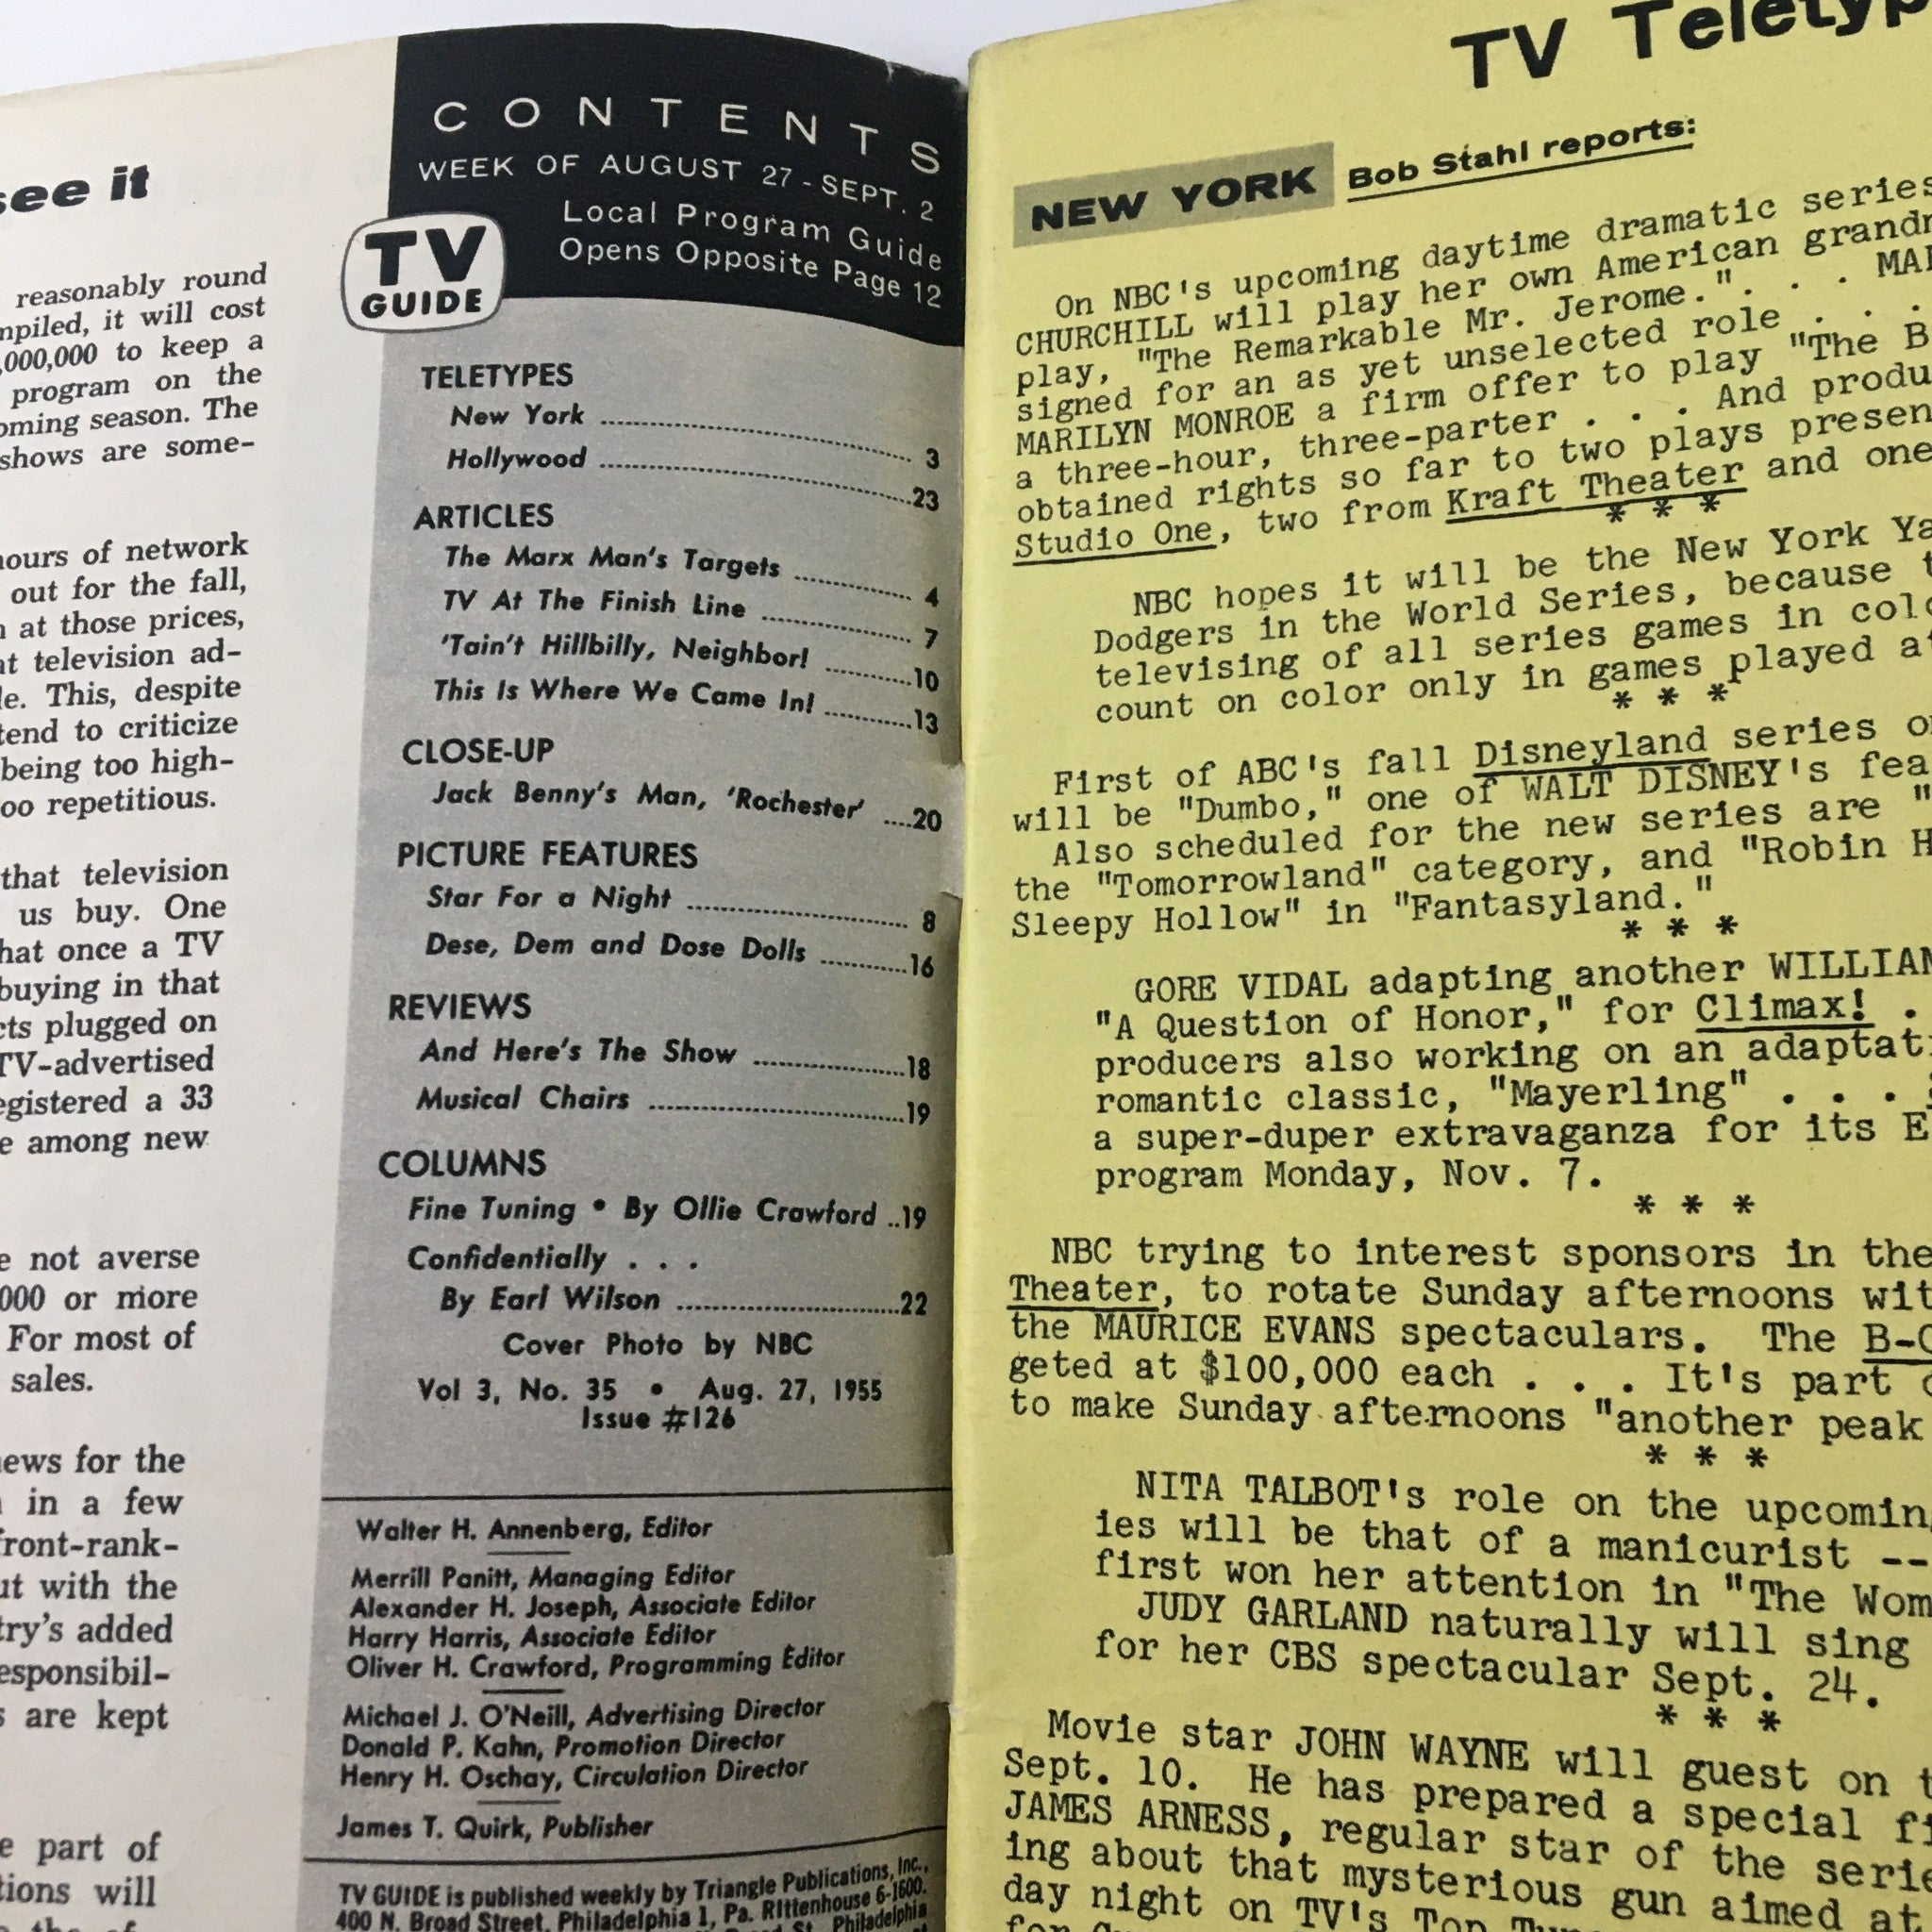 see it
reasonably round
it will cost
,000,000 to keep a
program on the
season. The
shows are some-
hours of network
out for the fall,
at those prices,
television ad-
This, despite
tend to criticize
being too high-
too repetitious.
that television
us buy. One
that once a TV
buying in that
plugged on
TV-advertised
registered a 33
among new
not averse
000 or more
For most of
sales.
news for the
in a few
front-rank-
with the
added
responsibil-
are kept
part of
will
CONTENTS
WEEK OF AUGUST 27 - SEPT. 2
Local Program Guide
Opens Opposite Page 12
TV
GUIDE
TELETYPES
New York 3
Hollywood 23
ARTICLES
The Marx Man's Targets 4
TV At The Finish Line 7
'Tain't Hillbilly, Neighbor! 10
This Is Where We Came In! 13
CLOSE-UP
Jack Benny's Man, 'Rochester' 20
PICTURE FEATURES
Star For a Night 8
Dese, Dem and Dose Dolls 16
REVIEWS
And Here's The Show 18
Musical Chairs 19
COLUMNS
Fine Tuning • By Ollie Crawford 19
Confidentially . . .
By Earl Wilson 22
Cover Photo by NBC
Vol 3, No. 35 • Aug. 27, 1955
Issue #126
Walter H. Annenberg, Editor
Merrill Panitt, Managing Editor
Alexander H. Joseph, Associate Editor
Harry Harris, Associate Editor
Oliver H. Crawford, Programming Editor
Michael J. O'Neill, Advertising Director
Donald P. Kahn, Promotion Director
Henry H. Oschay, Circulation Director
James T. Quirk, Publisher
TV GUIDE is published weekly by Triangle Publications, Inc.,
400 N. Broad Street, Philadelphia 1, Pa. RIttenhouse 6-1600.
Philadelphia
TV Teletyp
NEW YORK Bob Stahl reports:
On NBC's upcoming daytime dramatic series
CHURCHILL will play her own American grandm
play, "The Remarkable Mr. Jerome." . . . MAR
signed for an as yet unselected role . . .
MARILYN MONROE a firm offer to play "The B
a three-hour, three-parter . . . And produ
obtained rights so far to two plays presen
Studio One, two from Kraft Theater and one
* * *
NBC hopes it will be the New York Ya
Dodgers in the World Series, because t
televising of all series games in colo
count on color only in games played at
* * *
First of ABC's fall Disneyland series o
will be "Dumbo," one of WALT DISNEY's fea
Also scheduled for the new series are "
the "Tomorrowland" category, and "Robin H
Sleepy Hollow" in "Fantasyland."
* * *
GORE VIDAL adapting another WILLIAM
"A Question of Honor," for Climax! .
producers also working on an adaptati
romantic classic, "Mayerling" . . .
a super-duper extravaganza for its E
program Monday, Nov. 7.
* * *
NBC trying to interest sponsors in the
Theater, to rotate Sunday afternoons wit
the MAURICE EVANS spectaculars. The B-
geted at $100,000 each . . . It's part
to make Sunday afternoons "another peak
* * *
NITA TALBOT's role on the upcomin
ies will be that of a manicurist --
first won her attention in "The Wom
JUDY GARLAND naturally will sing
for her CBS spectacular Sept. 24.
* * *
Movie star JOHN WAYNE will guest on t
Sept. 10. He has prepared a special fi
JAMES ARNESS, regular star of the serie
ing about that mysterious gun aimed at
day night on TV's Top